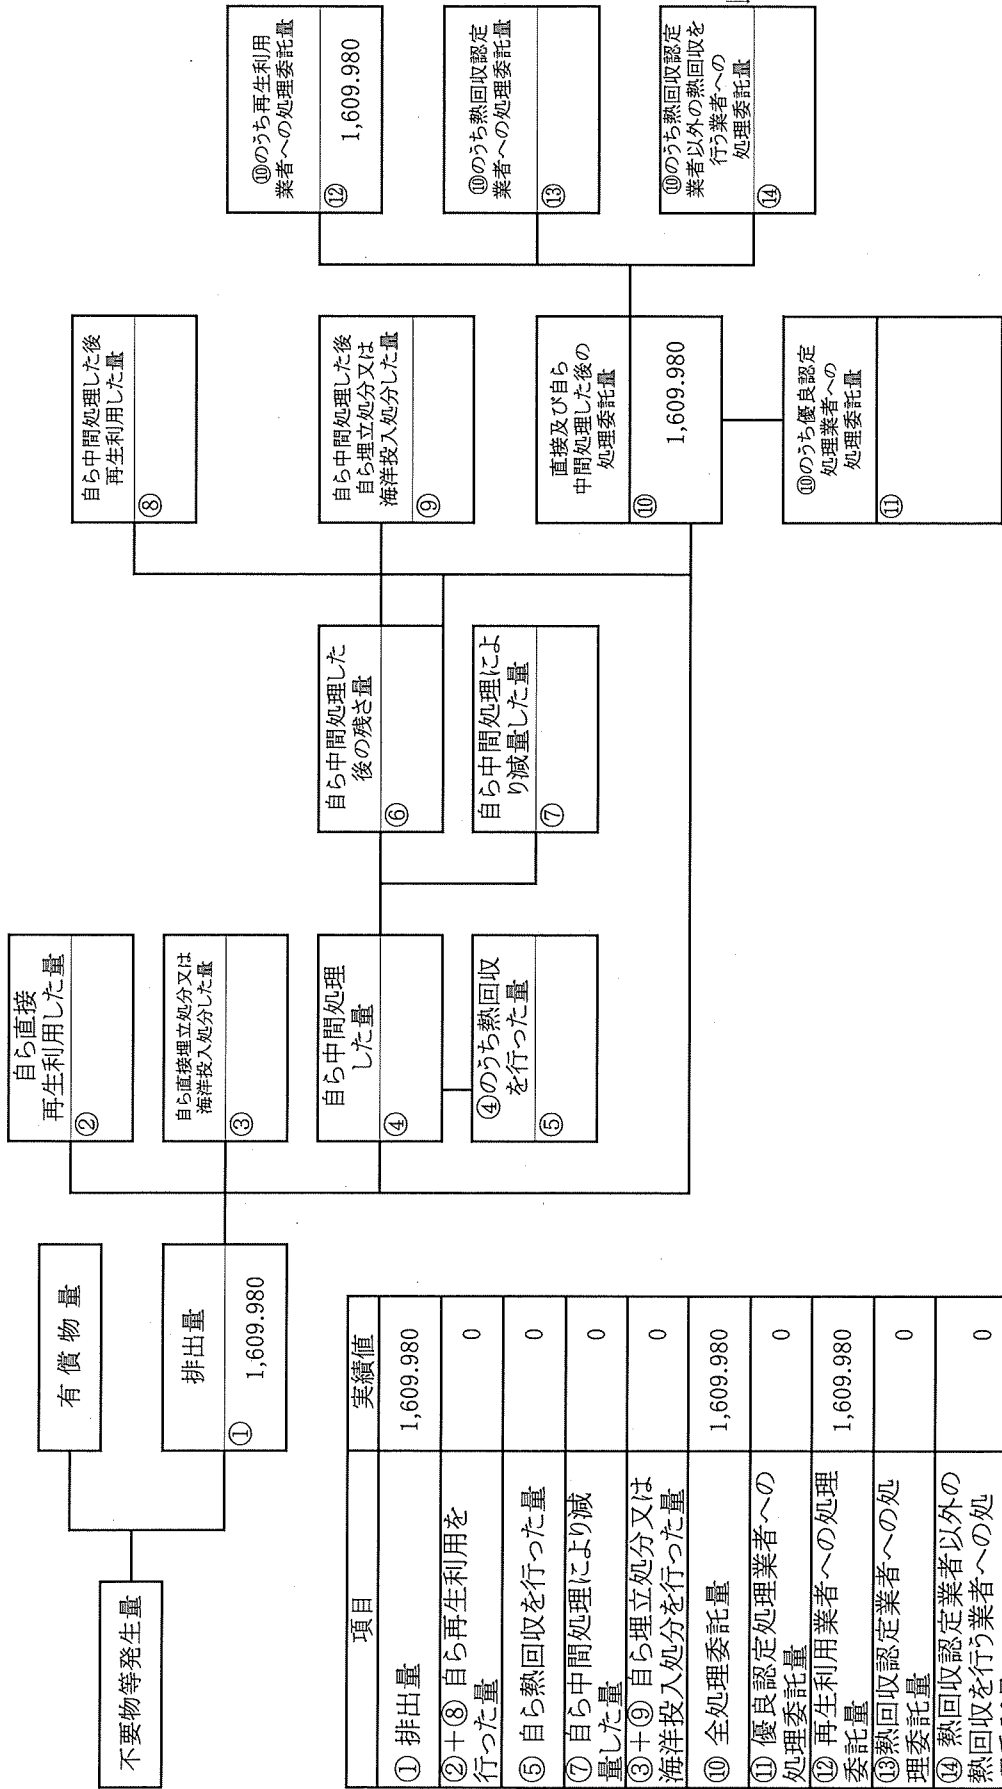 不要物等発生量
有償物量
排出量
①
1,609.980
自ら直接
再生利用した量
②
自ら直接埋立処分又は
海洋投入処分した量
③
自ら中間処理
した量
④
④のうち熱回収
を行った量
⑤
自ら中間処理した
後の残さ量
⑥
自ら中間処理によ
り減量した量
⑦
自ら中間処理した後
再生利用した量
⑧
自ら中間処理した後
自ら埋立処分又は
海洋投入処分した量
⑨
直接及び自ら
中間処理した後の
処理委託量
⑩
1,609.980
⑩のうち優良認定
処理業者への
処理委託量
⑪
⑩のうち再生利用
業者への処理委託量
⑫
1,609.980
⑩のうち熱回収認定
業者への処理委託量
⑬
⑩のうち熱回収認定
業者以外の熱回収を
行う業者への
処理委託量
⑭
項目 実績値
① 排出量 1,609.980
②+⑧ 自ら再生利用を
行った量 0
⑤ 自ら熱回収を行った量 0
⑦ 自ら中間処理により減
量した量 0
③+⑨ 自ら埋立処分又は
海洋投入処分を行った量 0
⑩ 全処理委託量 1,609.980
⑪ 優良認定処理業者への
処理委託量 0
⑫ 再生利用業者への処理
委託量 1,609.980
⑬熱回収認定業者への処
理委託量 0
⑭ 熱回収認定業者以外の
熱回収を行う業者への処 0